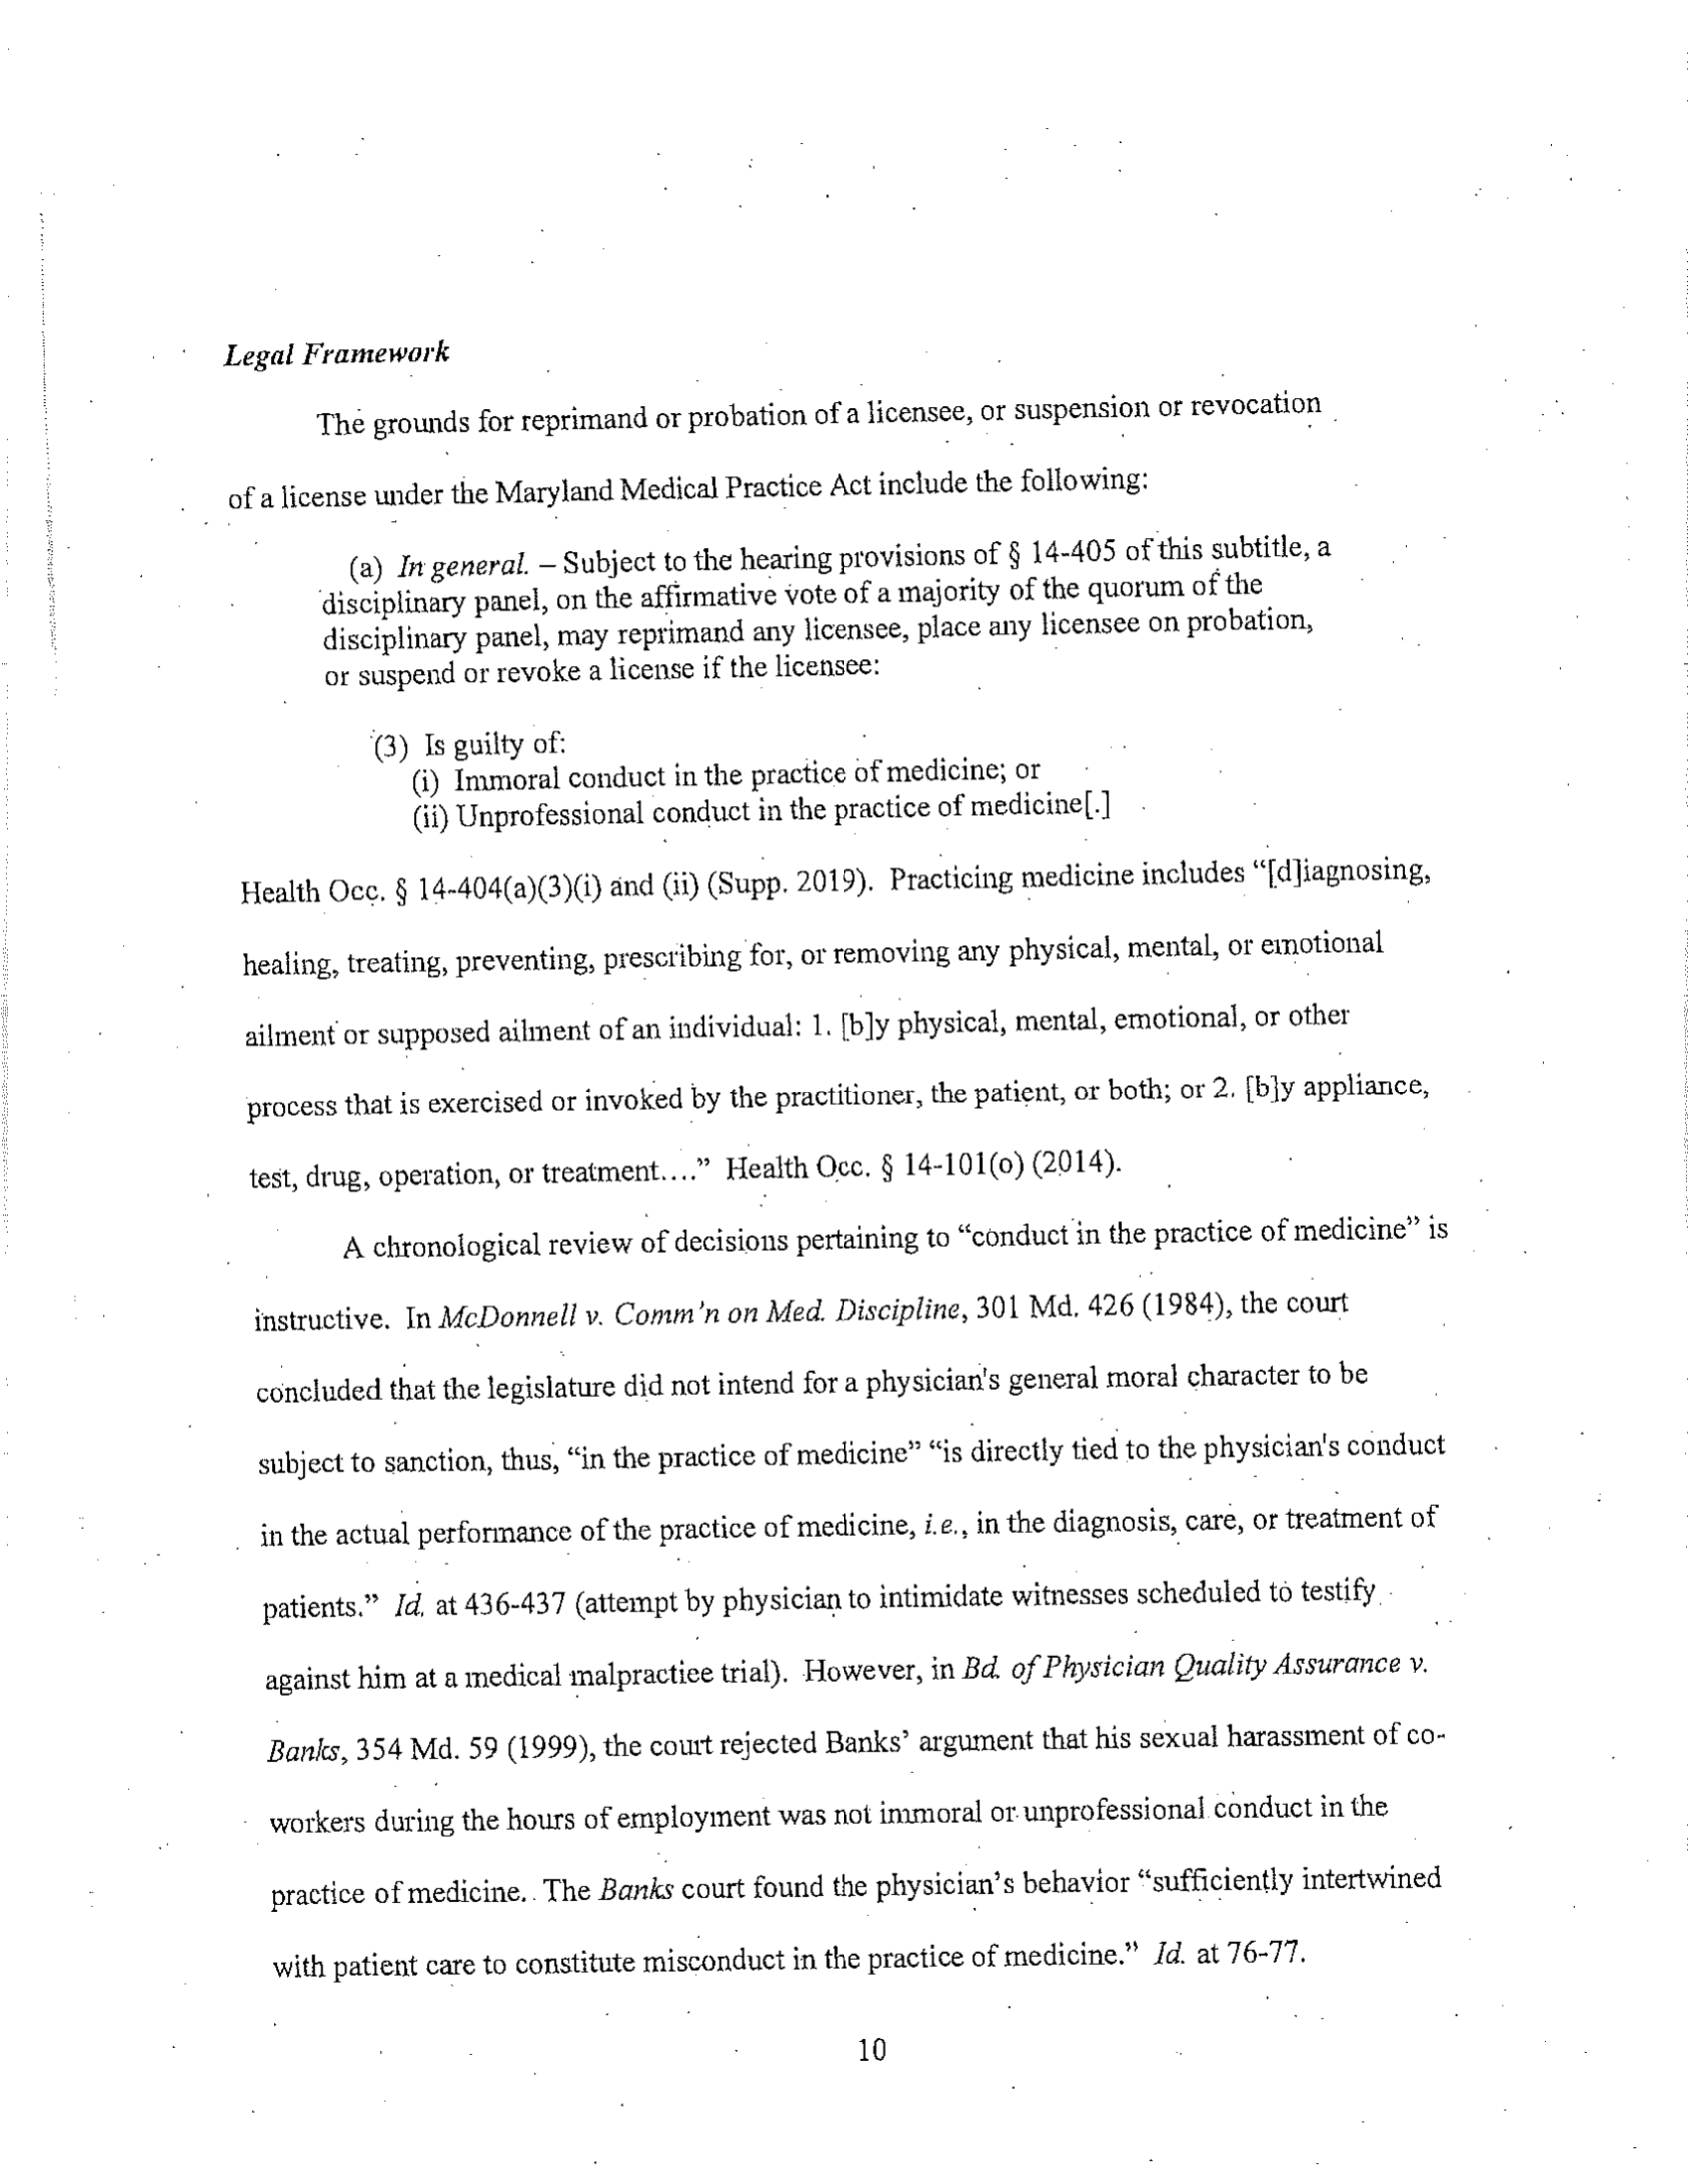 Legal Framework
The grounds for reprimand or probation of a licensee, or suspension or revocation
of a license under the Maryland Medical Practice Act include the following:
(a) In general. – Subject to the hearing provisions of § 14-405 of this subtitle, a
disciplinary panel, on the affirmative vote of a majority of the quorum of the
disciplinary panel, may reprimand any licensee, place any licensee on probation,
or suspend or revoke a license if the licensee:
(3) Is guilty of:
(i) Immoral conduct in the practice of medicine; or
(ii) Unprofessional conduct in the practice of medicine[.]
Health Occ. § 14-404(a)(3)(i) and (ii) (Supp. 2019). Practicing medicine includes “[d]iagnosing,
healing, treating, preventing, prescribing for, or removing any physical, mental, or emotional
ailment or supposed ailment of an individual: 1. [b]y physical, mental, emotional, or other
process that is exercised or invoked by the practitioner, the patient, or both; or 2. [b]y appliance,
test, drug, operation, or treatment….” Health Occ. § 14-101(o) (2014).
A chronological review of decisions pertaining to “conduct in the practice of medicine” is
instructive. In McDonnell v. Comm'n on Med. Discipline, 301 Md. 426 (1984), the court
concluded that the legislature did not intend for a physician's general moral character to be
subject to sanction, thus, “in the practice of medicine” “is directly tied to the physician's conduct
in the actual performance of the practice of medicine, i.e., in the diagnosis, care, or treatment of
patients.” Id. at 436-437 (attempt by physician to intimidate witnesses scheduled to testify
against him at a medical malpractice trial). However, in Bd. of Physician Quality Assurance v.
Banks, 354 Md. 59 (1999), the court rejected Banks’ argument that his sexual harassment of co-
workers during the hours of employment was not immoral or unprofessional conduct in the
practice of medicine. The Banks court found the physician’s behavior “sufficiently intertwined
with patient care to constitute misconduct in the practice of medicine.” Id. at 76-77.
10